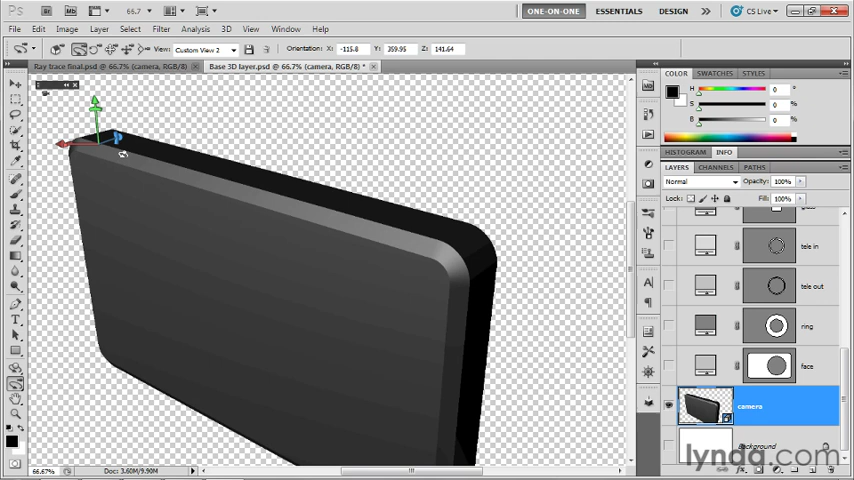 Ps Mb 66.7 ONE-ON-ONE ESSENTIALS DESIGN CS Live
File Edit Image Layer Select Filter Analysis 3D View Window Help
View: Custom View 2 Orientation: X: -115.8 Y: 359.95 Z: 141.64
Ray trace final.psd @ 66.7% (camera, RGB/8) Base 3D layer.psd @ 66.7% (camera, RGB/8) *
COLOR SWATCHES STYLES
H 0 °
S 0 %
B 0 %
HISTOGRAM INFO
LAYERS CHANNELS PATHS
Normal Opacity: 100%
Lock: Fill: 100%
tele in
tele out
ring
face
camera
Background
lynda.com
66.67% Doc: 3.60M/9.90M